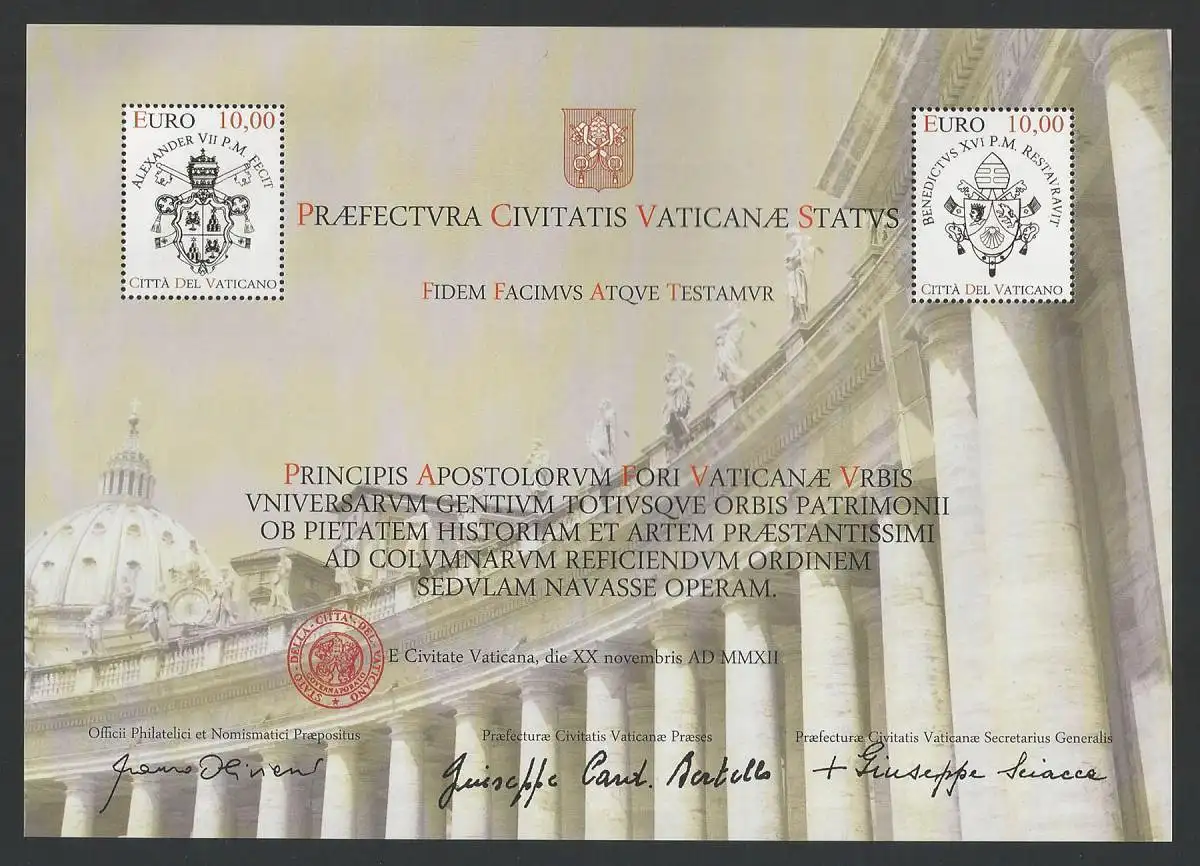 EURO 10,00
ALEXANDER VII P.M. FECIT
CITTÀ DEL VATICANO
EURO 10,00
BENEDICTVS XVI P.M. RESTAVRAVIT
CITTÀ DEL VATICANO
PRÆFECTVRA CIVITATIS VATICANÆ STATVS
FIDEM FACIMVS ATQVE TESTAMVR
PRINCIPIS APOSTOLORVM FORI VATICANÆ VRBIS
VNIVERSARVM GENTIVM TOTIVSQVE ORBIS PATRIMONII
OB PIETATEM HISTORIAM ET ARTEM PRÆSTANTISSIMI
AD COLVMNARVM REFICIENDVM ORDINEM
SEDVLAM NAVASSE OPERAM.
STATO · DELLA · CITTA' · DEL · VATICANO
GOVERNATORATO
E Civitate Vaticana, die XX novembris AD MMXII
Officii Philatelici et Nomismatici Præpositus
Præfecturæ Civitatis Vaticanæ Præses
Præfecturæ Civitatis Vaticanæ Secretarius Generalis
Giuseppe Card. Bertello
+ Giuseppe Sciacca